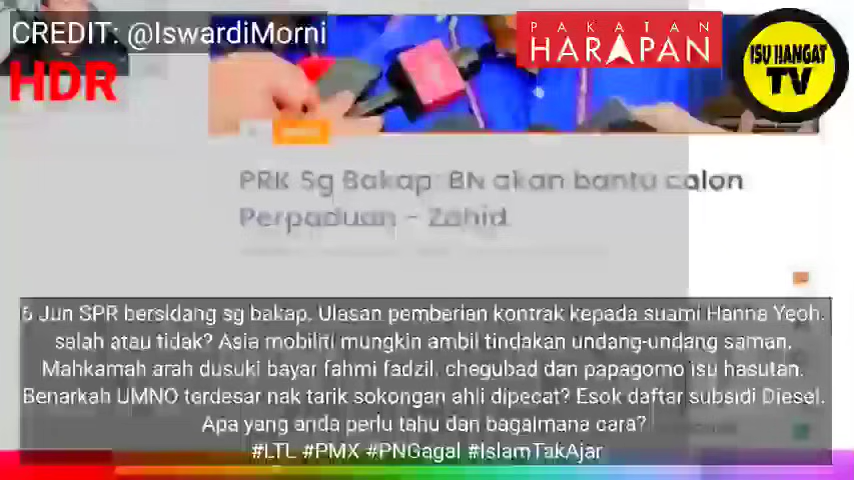 CREDIT: @IswardiMorni
HDR
PAKATAN
HARAPAN
ISU HANGAT
TV
PRK Sg Bakap: BN akan bantu calon
Perpaduan - Zahid
6 Jun SPR bersidang sg bakap. Ulasan pemberian kontrak kepada suami Hanna Yeoh.
salah atau tidak? Asia mobiliti mungkin ambil tindakan undang-undang saman.
Mahkamah arah dusuki bayar fahmi fadzil. chegubad dan papagomo isu hasutan.
Benarkah UMNO terdesar nak tarik sokongan ahli dipecat? Esok daftar subsidi Diesel.
Apa yang anda perlu tahu dan bagaimana cara?
#LTL #PMX #PNGagal #IslamTakAjar